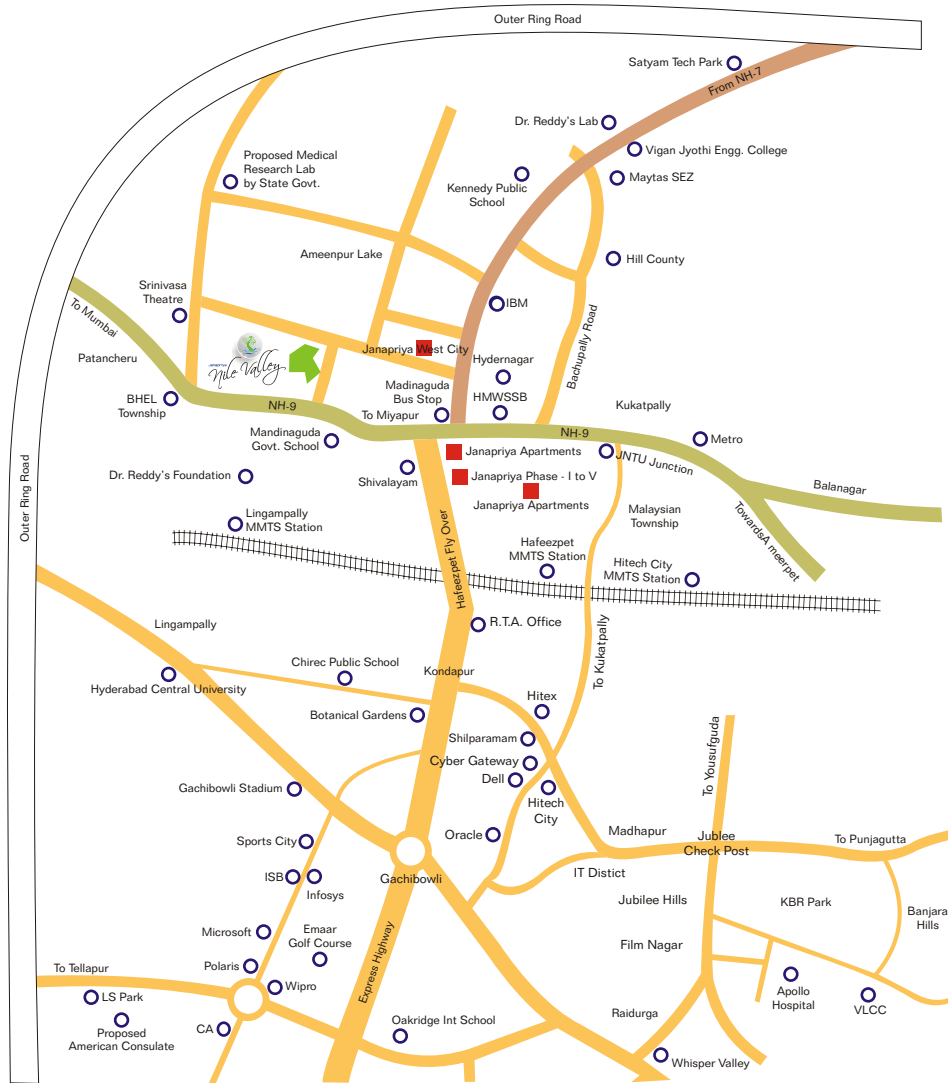 Outer Ring Road
Satyam Tech Park
From NH-7
Dr. Reddy's Lab
Vigan Jyothi Engg. College
Proposed Medical
Research Lab
by State Govt.
Kennedy Public
School
Maytas SEZ
Ameenpur Lake
Hill County
Srinivasa
Theatre
IBM
To Mumbai
Bachupally Road
Patancheru
Nile Valley
Janapriya West City
Hydernagar
Madinaguda
Bus Stop
HMWSSB
BHEL
Township
NH-9
To Miyapur
Kukatpally
Mandinaguda
Govt. School
NH-9
Metro
Janapriya Apartments
JNTU Junction
Dr. Reddy's Foundation
Shivalayam
Janapriya Phase - I to V
Balanagar
Outer Ring Road
Janapriya Apartments
Lingampally
MMTS Station
Malaysian
Township
TowardsA meerpet
Hafeezpet Fly Over
Hafeezpet
MMTS Station
Hitech City
MMTS Station
Lingampally
R.T.A. Office
To Kukatpally
Chirec Public School
Kondapur
Hyderabad Central University
Hitex
Botanical Gardens
Shilparamam
To Yousufguda
Cyber Gateway
Dell
Gachibowli Stadium
Hitech
City
Sports City
Oracle
Madhapur
Jublee
Check Post
To Punjagutta
ISB
Infosys
Gachibowli
IT Distict
Jubilee Hills
KBR Park
Banjara
Hills
Microsoft
Emaar
Golf Course
Film Nagar
Express Highway
To Tellapur
Polaris
Wipro
LS Park
Apollo
Hospital
VLCC
Proposed
American Consulate
CA
Oakridge Int School
Raidurga
Whisper Valley